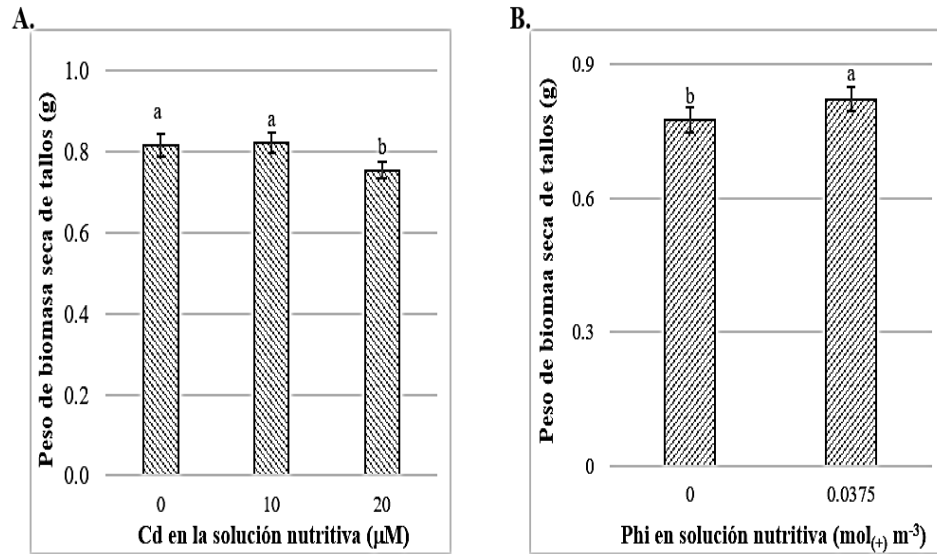 A.
Peso de biomasa seca de tallos (g)
1.0
0.8
0.6
0.4
0.2
0.0
a
a
b
0 10 20
Cd en la solución nutritiva (µM)
B.
Peso de biomaa seca de tallos (g)
0.9
0.6
0.3
0
b
a
0 0.0375
Phi en solución nutritiva (mol(+) m-3)